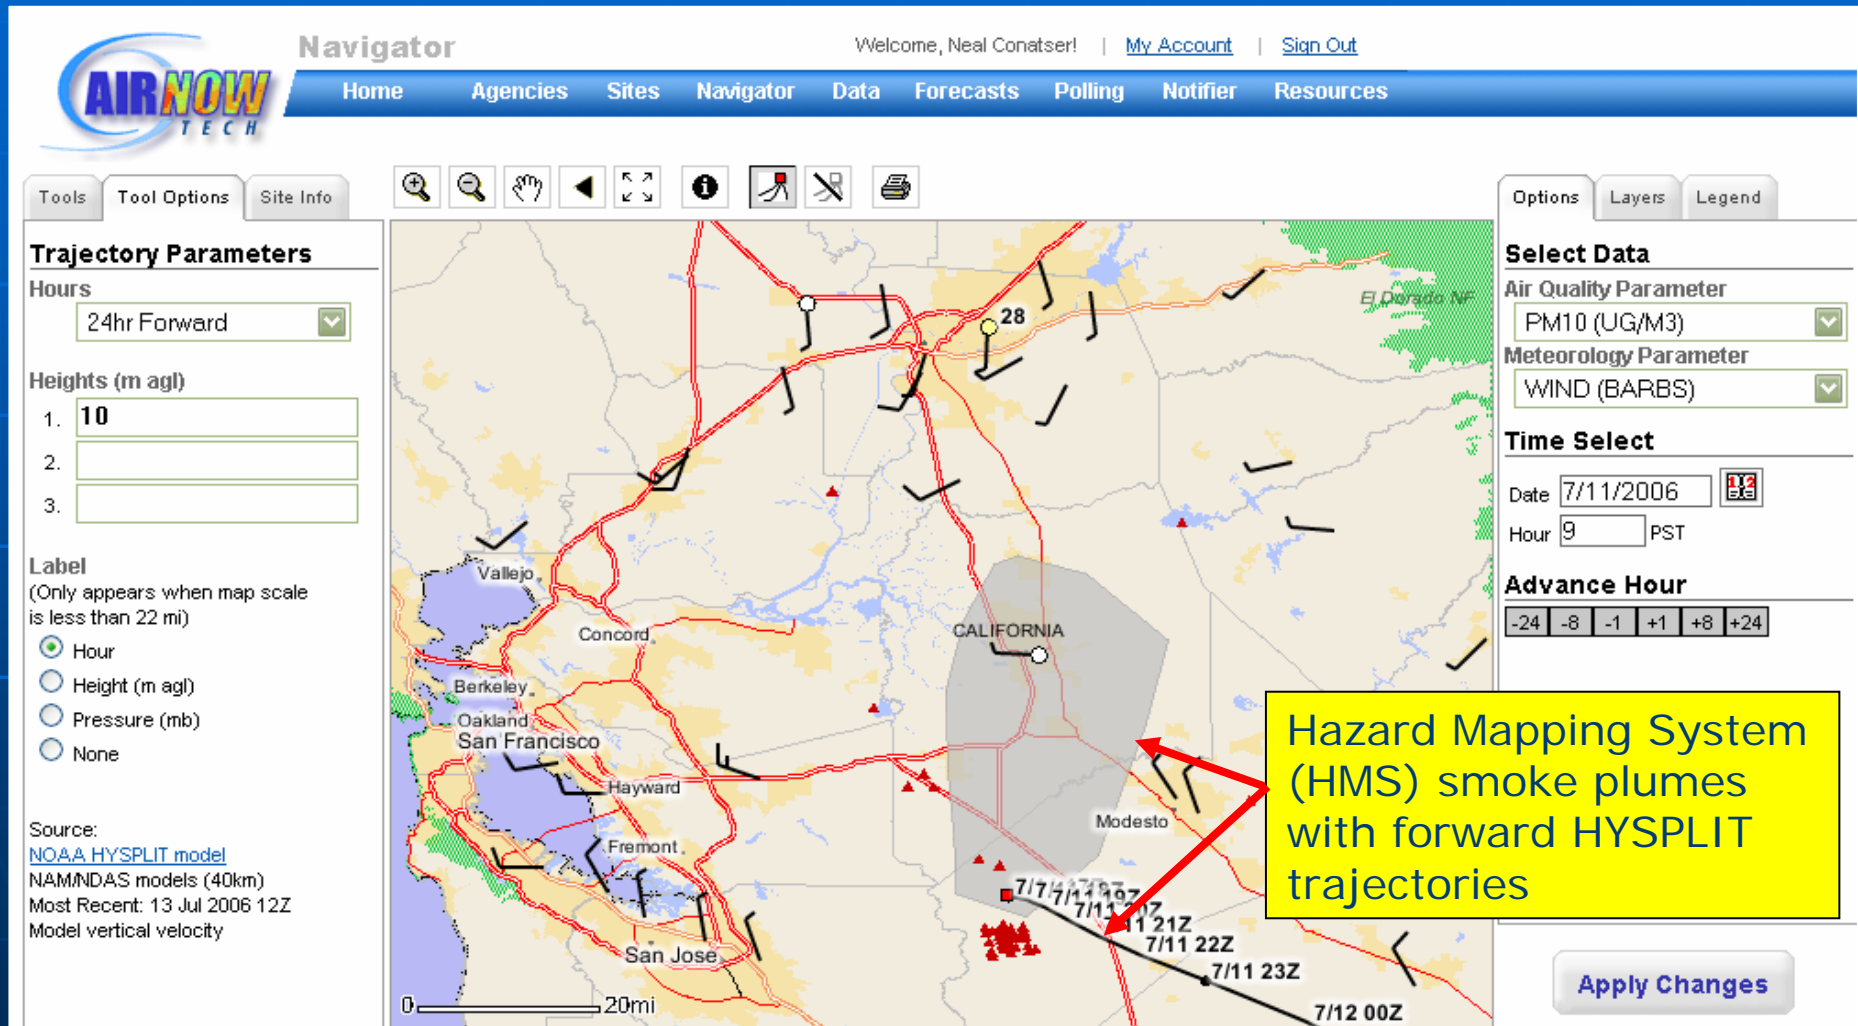 Navigator
Welcome, Neal Conatser! | My Account | Sign Out
AIRNOW
TECH
Home Agencies Sites Navigator Data Forecasts Polling Notifier Resources
Tools Tool Options Site Info
Trajectory Parameters
Hours
24hr Forward
Heights (m agl)
1. 10
2.
3.
Label
(Only appears when map scale
is less than 22 mi)
Hour
Height (m agl)
Pressure (mb)
None
Source:
NOAA HYSPLIT model
NAM/NDAS models (40km)
Most Recent: 13 Jul 2006 12Z
Model vertical velocity
El Dorado NF
28
Vallejo
Concord
CALIFORNIA
Berkeley
Oakland
San Francisco
Hayward
Modesto
Fremont
San Jose
7/11 19Z
11 21Z
7/11 22Z
7/11 23Z
7/12 00Z
0 20mi
Options Layers Legend
Select Data
Air Quality Parameter
PM10 (UG/M3)
Meteorology Parameter
WIND (BARBS)
Time Select
Date 7/11/2006
Hour 9 PST
Advance Hour
-24 -8 -1 +1 +8 +24
Hazard Mapping System
(HMS) smoke plumes
with forward HYSPLIT
trajectories
Apply Changes